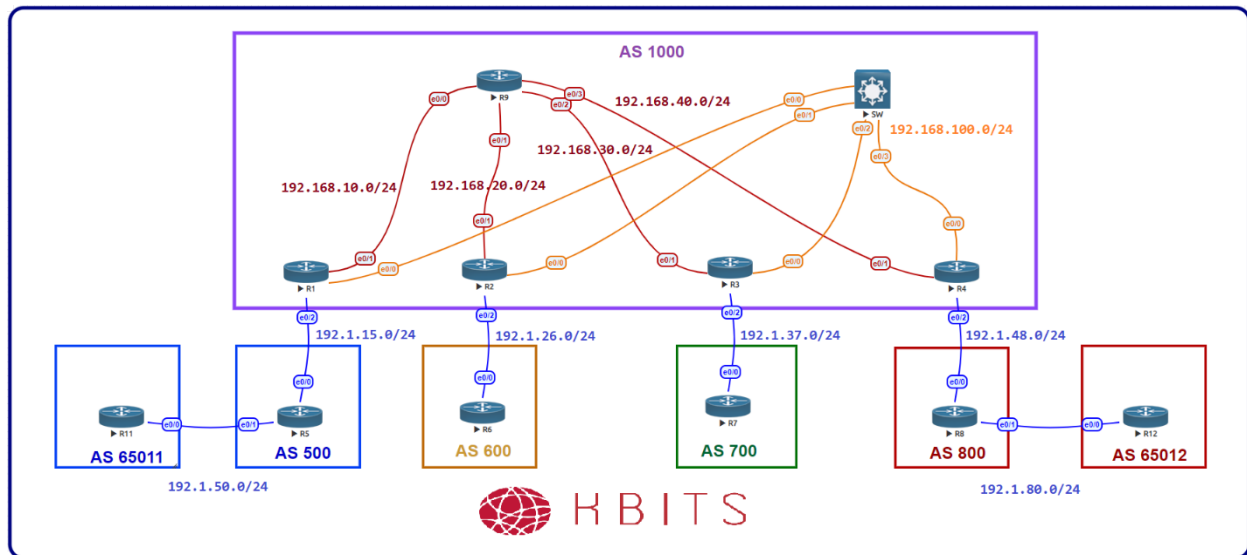 AS 1000
e0/0
R9
e0/3
e0/2
192.168.40.0/24
e0/0
e0/1
SW
e0/2
192.168.100.0/24
e0/1
192.168.30.0/24
e0/3
192.168.10.0/24
192.168.20.0/24
e0/1
e0/0
e0/1
e0/1
e0/1
e0/0
e0/0
e0/0
R1
R2
R3
R4
e0/2
e0/2
e0/2
e0/2
192.1.15.0/24
192.1.26.0/24
192.1.37.0/24
192.1.48.0/24
e0/0
e0/0
e0/0
e0/0
R11
e0/0
e0/1
R5
R6
R7
R8
e0/1
e0/0
R12
AS 65011
AS 500
AS 600
AS 700
AS 800
AS 65012
192.1.50.0/24
192.1.80.0/24
KBITS